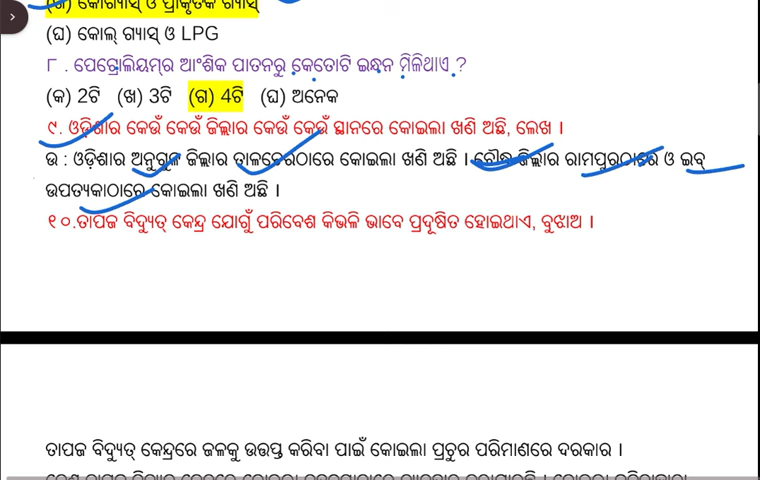 (ଖ) କୋଗ୍ୟାସ୍ ଓ ପ୍ରାକୃତିକ ଗ୍ୟାସ୍
(ଘ) କୋଲ୍ ଗ୍ୟାସ୍ ଓ LPG
୮ . ପେଟ୍ରୋଲିୟମ୍‌ର ଆଂଶିକ ପାତନରୁ କେତୋଟି ଇନ୍ଧନ ମିଳିଥାଏ ?
(କ) 2ଟି (ଖ) 3ଟି (ଗ) 4ଟି (ଘ) ଅନେକ
୯. ଓଡ଼ିଶାର କେଉଁ କେଉଁ ଜିଲ୍ଲାର କେଉଁ କେଉଁ ସ୍ଥାନରେ କୋଇଲା ଖଣି ଅଛି, ଲେଖ ।
ଉ : ଓଡ଼ିଶାର ଅନୁଗୁଳ ଜିଲ୍ଲାର ତାଳଚେରଠାରେ କୋଇଲା ଖଣି ଅଛି । ବୌଦ୍ଧ ଜିଲ୍ଲାର ରାମପୁରଠାରେ ଓ ଇବ୍
ଉପତ୍ୟକାଠାରେ କୋଇଲା ଖଣି ଅଛି ।
୧୦.ତାପଜ ବିଦ୍ୟୁତ୍ କେନ୍ଦ୍ର ଯୋଗୁଁ ପରିବେଶ କିଭଳି ଭାବେ ପ୍ରଦୂଷିତ ହୋଇଥାଏ, ବୁଝାଅ ।
ତାପଜ ବିଦ୍ୟୁତ୍ କେନ୍ଦ୍ରରେ ଜଳକୁ ଉତ୍ତପ୍ତ କରିବା ପାଇଁ କୋଇଲା ପ୍ରଚୁର ପରିମାଣରେ ଦରକାର ।